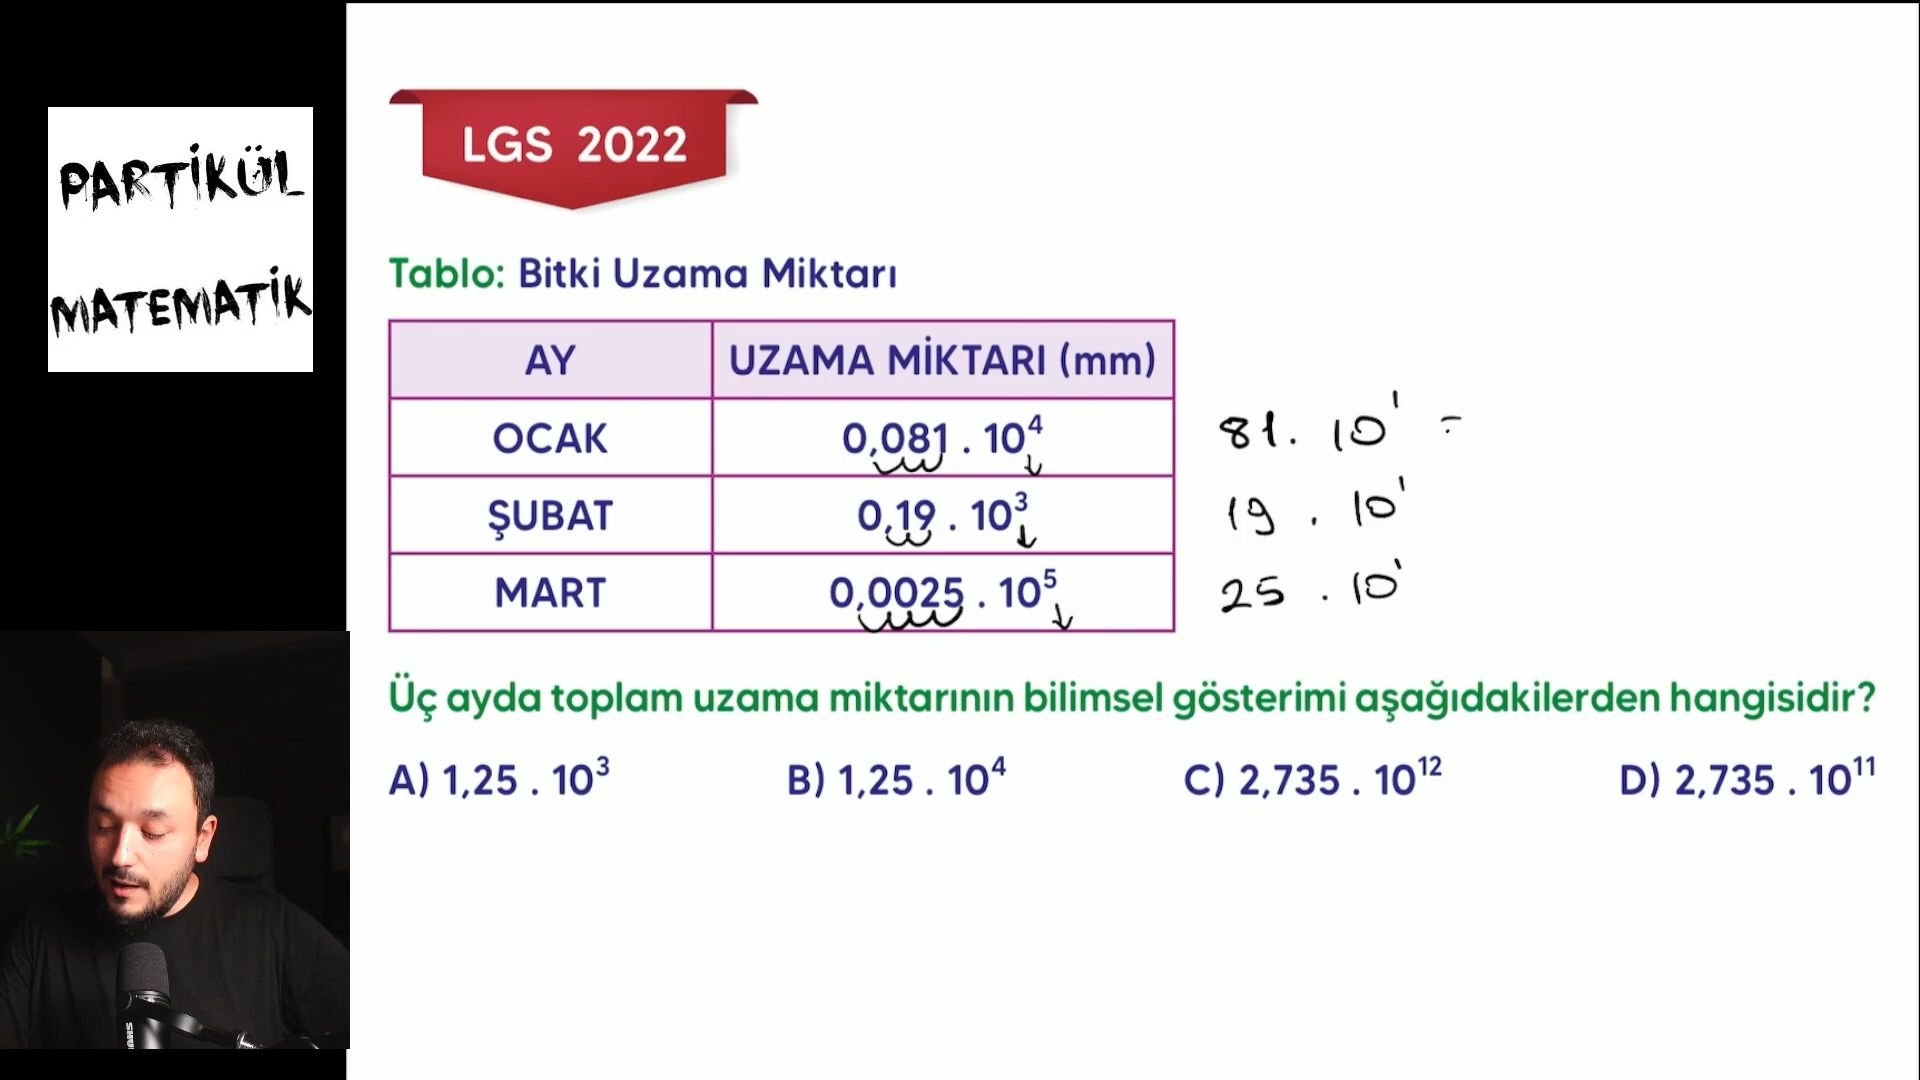 PARTİKÜL
MATEMATİK
LGS 2022
Tablo: Bitki Uzama Miktarı
AY UZAMA MİKTARI (mm)
OCAK 0,081 . 10⁴ 81 . 10¹ =
ŞUBAT 0,19 . 10³ 19 . 10¹
MART 0,0025 . 10⁵ 25 . 10¹
Üç ayda toplam uzama miktarının bilimsel gösterimi aşağıdakilerden hangisidir?
A) 1,25 . 10³ B) 1,25 . 10⁴ C) 2,735 . 10¹² D) 2,735 . 10¹¹